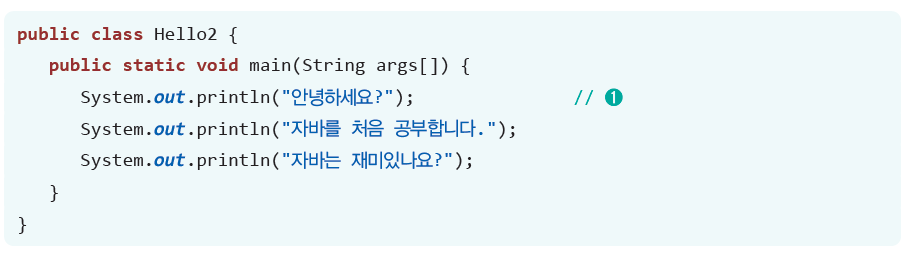 public class Hello2 {
public static void main(String args[]) {
System.out.println("안녕하세요?"); // ❶
System.out.println("자바를 처음 공부합니다.");
System.out.println("자바는 재미있나요?");
}
}